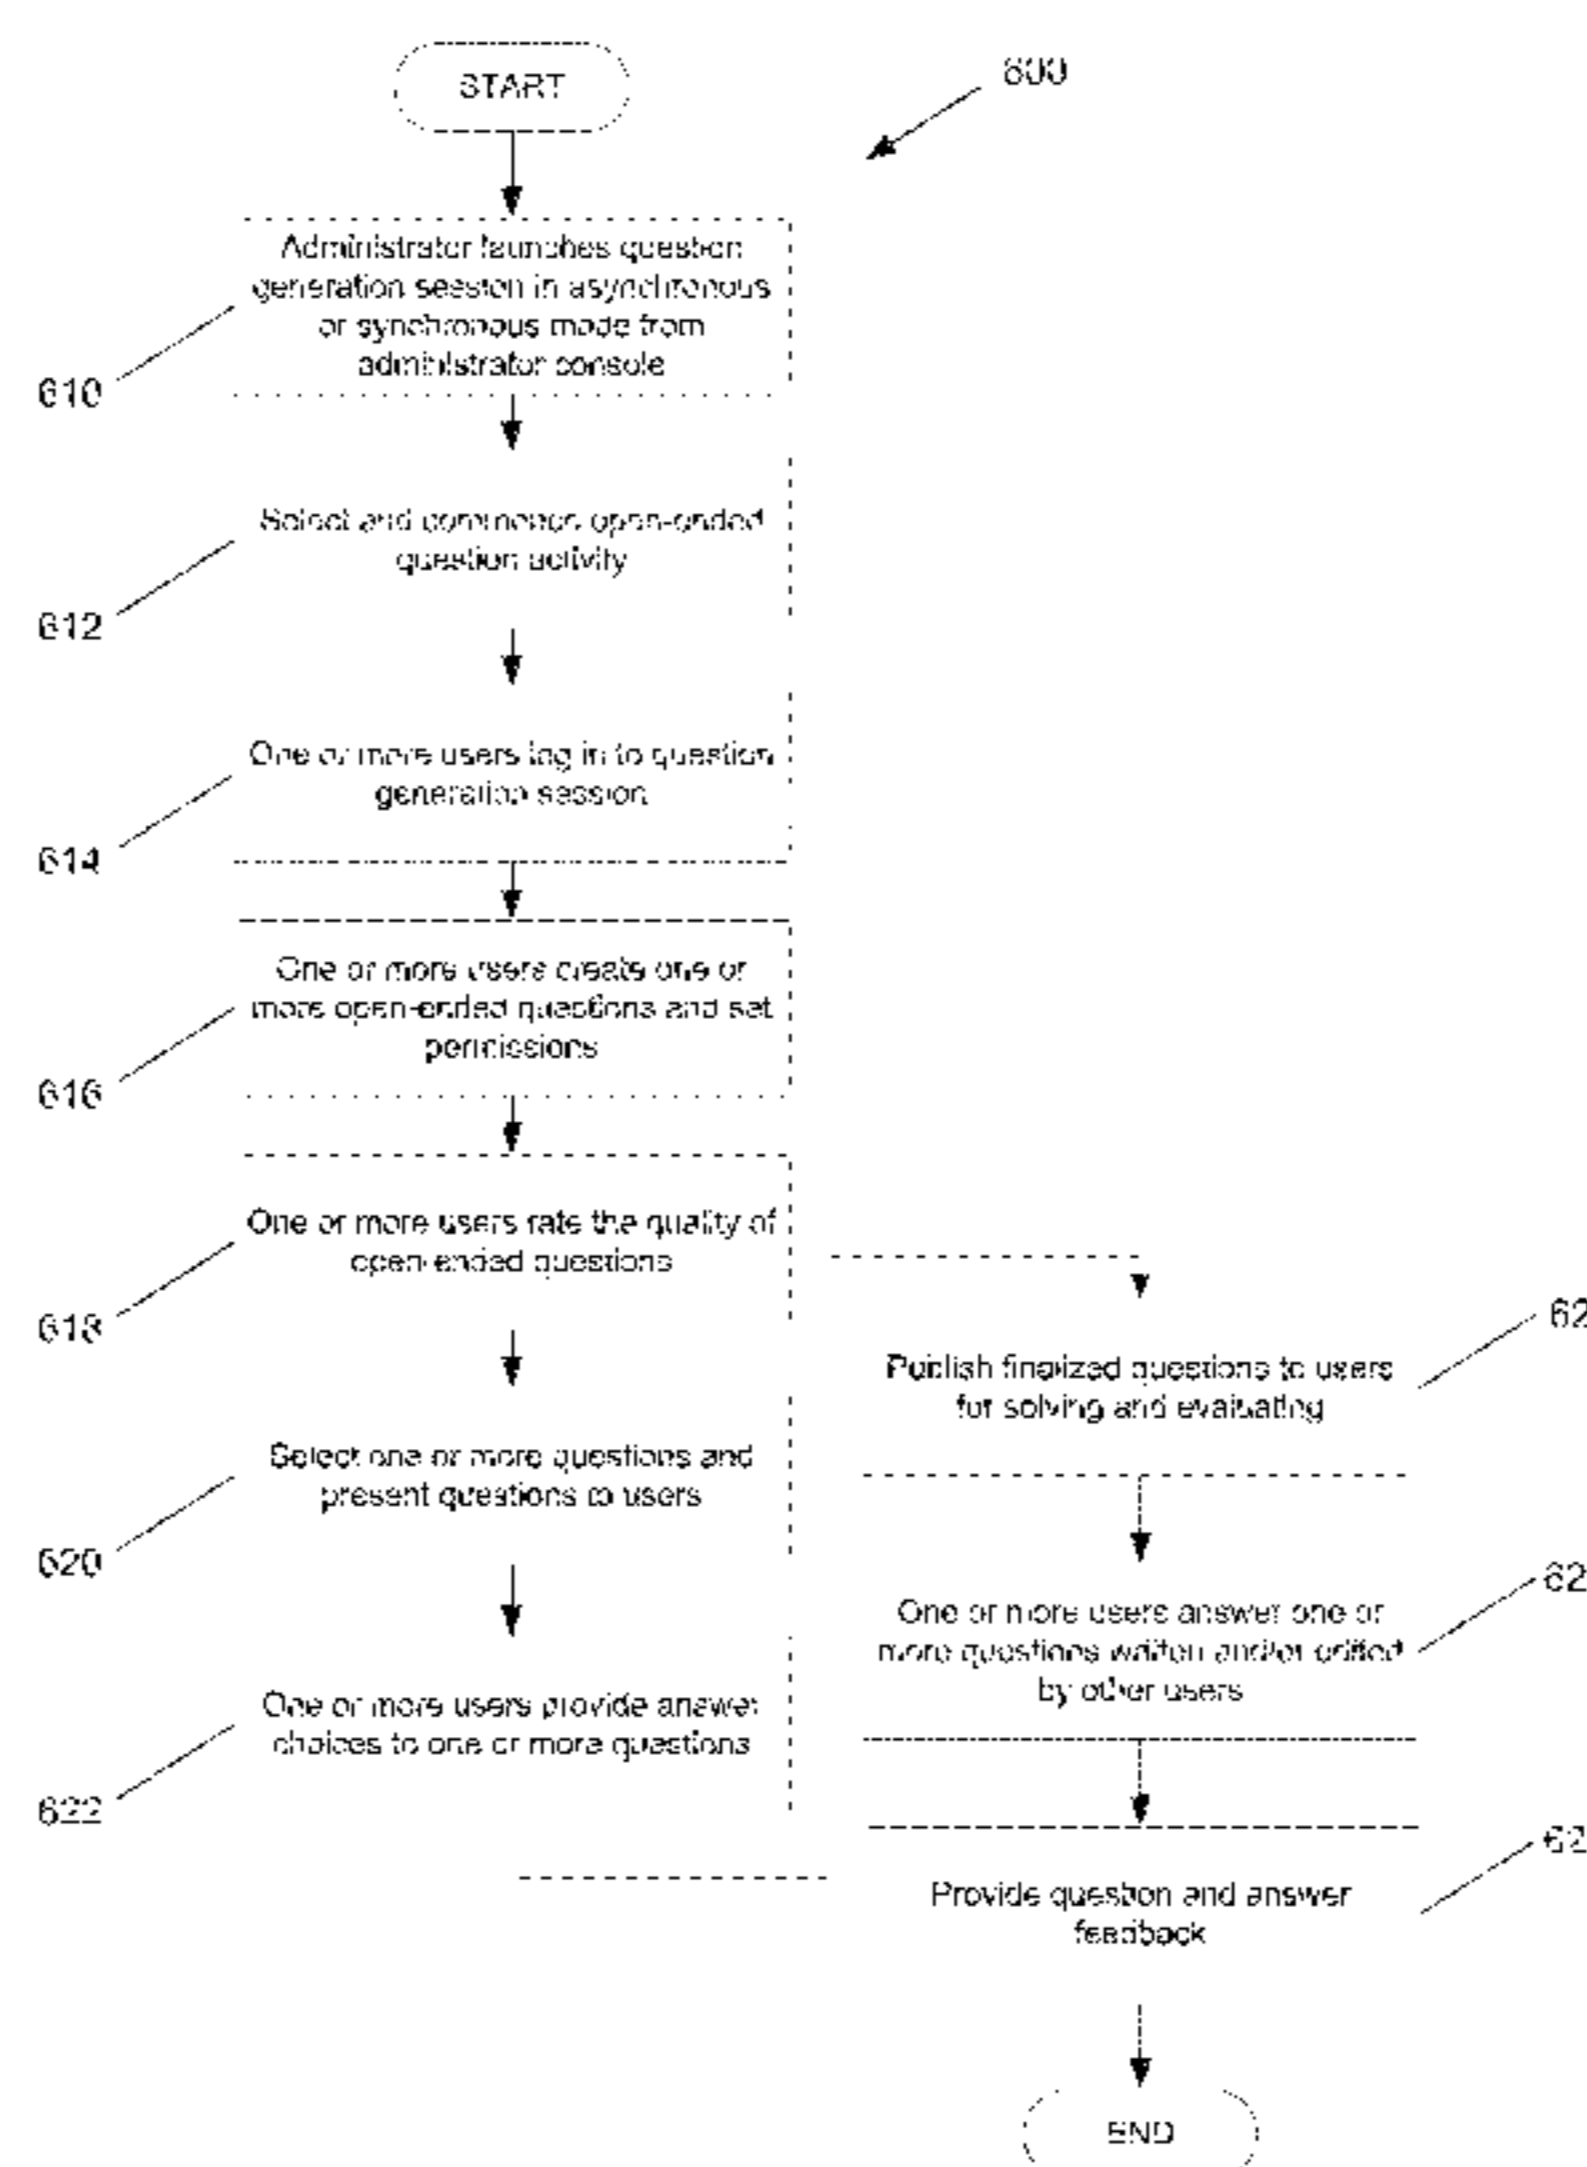 START
600
Administrator launches question
generation session in asynchronous
or synchronous mode from
administrator console
610
Select and commence open-ended
question activity
612
One or more users log in to question
generation session
614
One or more users create one or
more open-ended questions and set
permissions
616
One or more users rate the quality of
open-ended questions
618
Select one or more questions and
present questions to users
620
One or more users provide answer
choices to one or more questions
622
62
Publish finalized questions to users
for solving and evaluating
62
One or more users answer one or
more questions written and/or edited
by other users
62
Provide question and answer
feedback
END